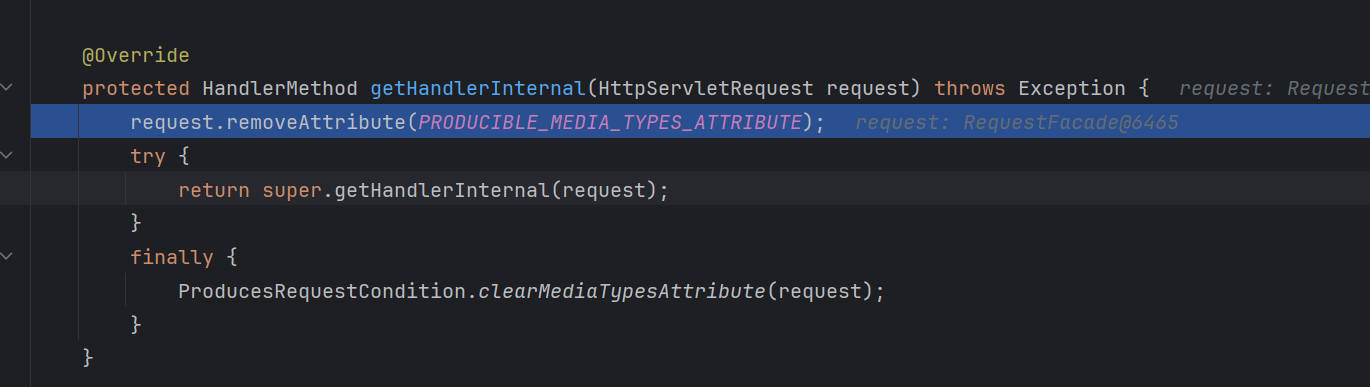 @Override
protected HandlerMethod getHandlerInternal(HttpServletRequest request) throws Exception {   request: Request
request.removeAttribute(PRODUCIBLE_MEDIA_TYPES_ATTRIBUTE);   request: RequestFacade@6465
try {
return super.getHandlerInternal(request);
}
finally {
ProducesRequestCondition.clearMediaTypesAttribute(request);
}
}